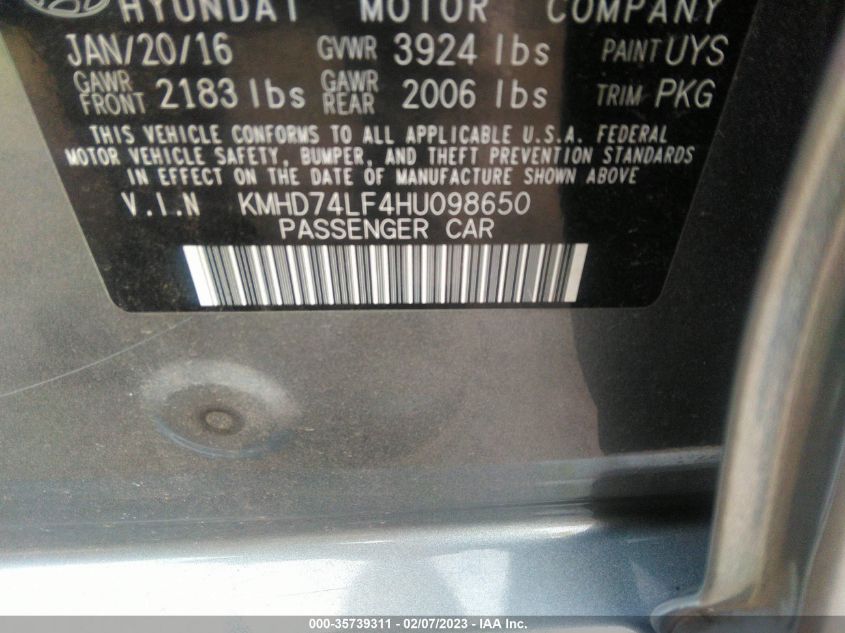 HYUNDAI MOTOR COMPANY
JAN/20/16 GVWR 3924 lbs PAINT UYS
GAWR FRONT 2183 lbs GAWR REAR 2006 lbs TRIM PKG
THIS VEHICLE CONFORMS TO ALL APPLICABLE U.S.A. FEDERAL
MOTOR VEHICLE SAFETY, BUMPER, AND THEFT PREVENTION STANDARDS
IN EFFECT ON THE DATE OF MANUFACTURE SHOWN ABOVE
V.I.N KMHD74LF4HU098650
PASSENGER CAR
000-35739311 - 02/07/2023 - IAA Inc.